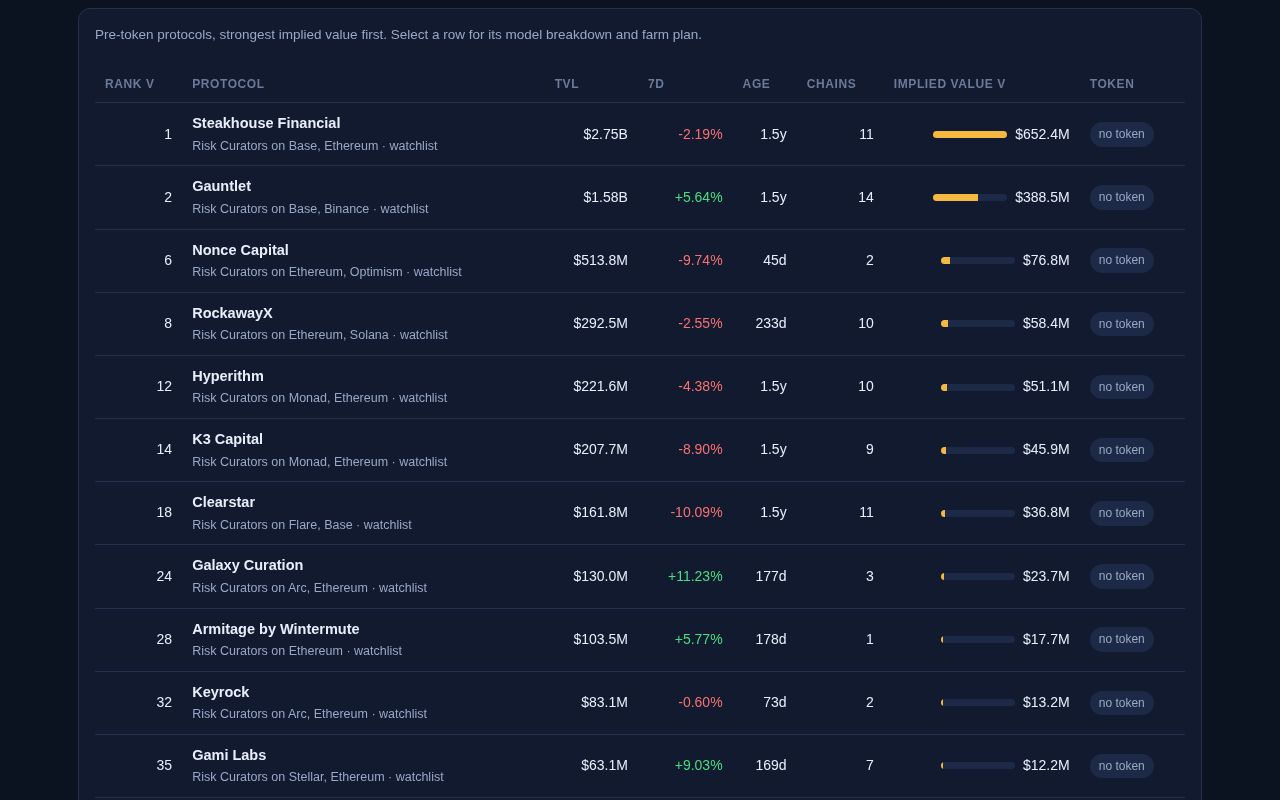 Pre-token protocols, strongest implied value first. Select a row for its model breakdown and farm plan.
RANK V PROTOCOL TVL 7D AGE CHAINS IMPLIED VALUE V TOKEN
1 Steakhouse Financial $2.75B -2.19% 1.5y 11 $652.4M no token
Risk Curators on Base, Ethereum · watchlist
2 Gauntlet $1.58B +5.64% 1.5y 14 $388.5M no token
Risk Curators on Base, Binance · watchlist
6 Nonce Capital $513.8M -9.74% 45d 2 $76.8M no token
Risk Curators on Ethereum, Optimism · watchlist
8 RockawayX $292.5M -2.55% 233d 10 $58.4M no token
Risk Curators on Ethereum, Solana · watchlist
12 Hyperithm $221.6M -4.38% 1.5y 10 $51.1M no token
Risk Curators on Monad, Ethereum · watchlist
14 K3 Capital $207.7M -8.90% 1.5y 9 $45.9M no token
Risk Curators on Monad, Ethereum · watchlist
18 Clearstar $161.8M -10.09% 1.5y 11 $36.8M no token
Risk Curators on Flare, Base · watchlist
24 Galaxy Curation $130.0M +11.23% 177d 3 $23.7M no token
Risk Curators on Arc, Ethereum · watchlist
28 Armitage by Wintermute $103.5M +5.77% 178d 1 $17.7M no token
Risk Curators on Ethereum · watchlist
32 Keyrock $83.1M -0.60% 73d 2 $13.2M no token
Risk Curators on Arc, Ethereum · watchlist
35 Gami Labs $63.1M +9.03% 169d 7 $12.2M no token
Risk Curators on Stellar, Ethereum · watchlist